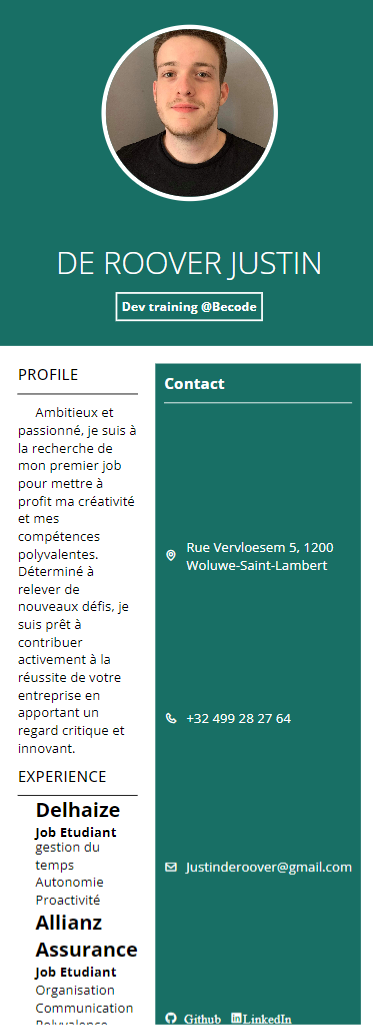 DE ROOVER JUSTIN
Dev training @Becode
PROFILE
Ambitieux et
passionné, je suis à
la recherche de
mon premier job
pour mettre à
profit ma créativité
et mes
compétences
polyvalentes.
Déterminé à
relever de
nouveaux défis, je
suis prêt à
contribuer
activement à la
réussite de votre
entreprise en
apportant un
regard critique et
innovant.
EXPERIENCE
Delhaize
Job Etudiant
gestion du
temps
Autonomie
Proactivité
Allianz
Assurance
Job Etudiant
Organisation
Communication
Polyvalence
Contact
Rue Vervloesem 5, 1200
Woluwe-Saint-Lambert
+32 499 28 27 64
Justinderoover@gmail.com
Github LinkedIn